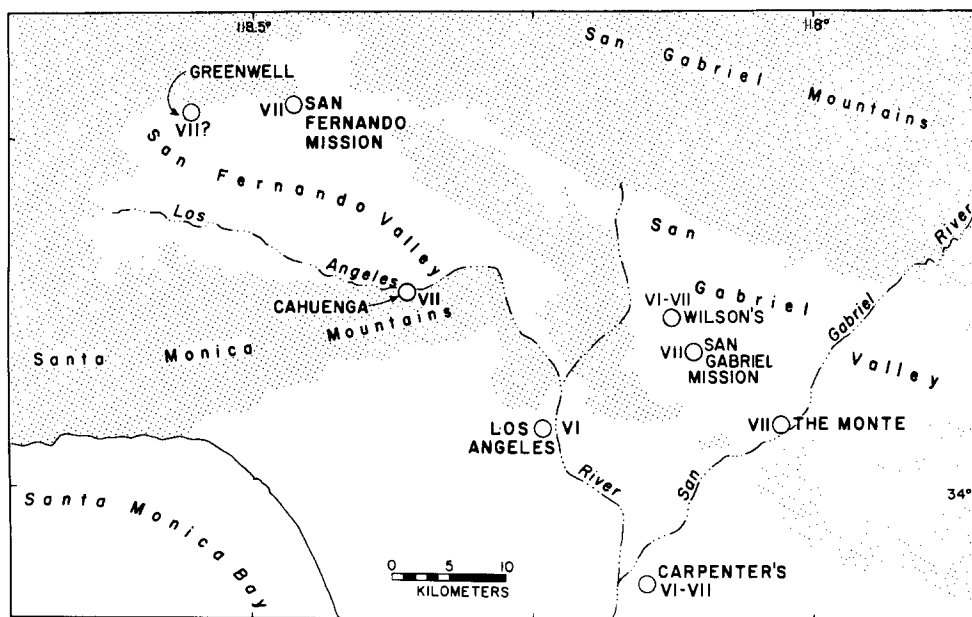 118.5°
118°
San Gabriel Mountains
GREENWELL
VII?
VII
SAN
FERNANDO
MISSION
San Fernando Valley
Los
Angeles
CAHUENGA
VII
Santa Monica Mountains
San
Gabriel
Valley
VI-VII
WILSON'S
VII
SAN
GABRIEL
MISSION
San
Gabriel
River
VII
THE MONTE
LOS
ANGELES
VI
River
34°
Santa Monica Bay
0 5 10
KILOMETERS
CARPENTER'S
VI-VII